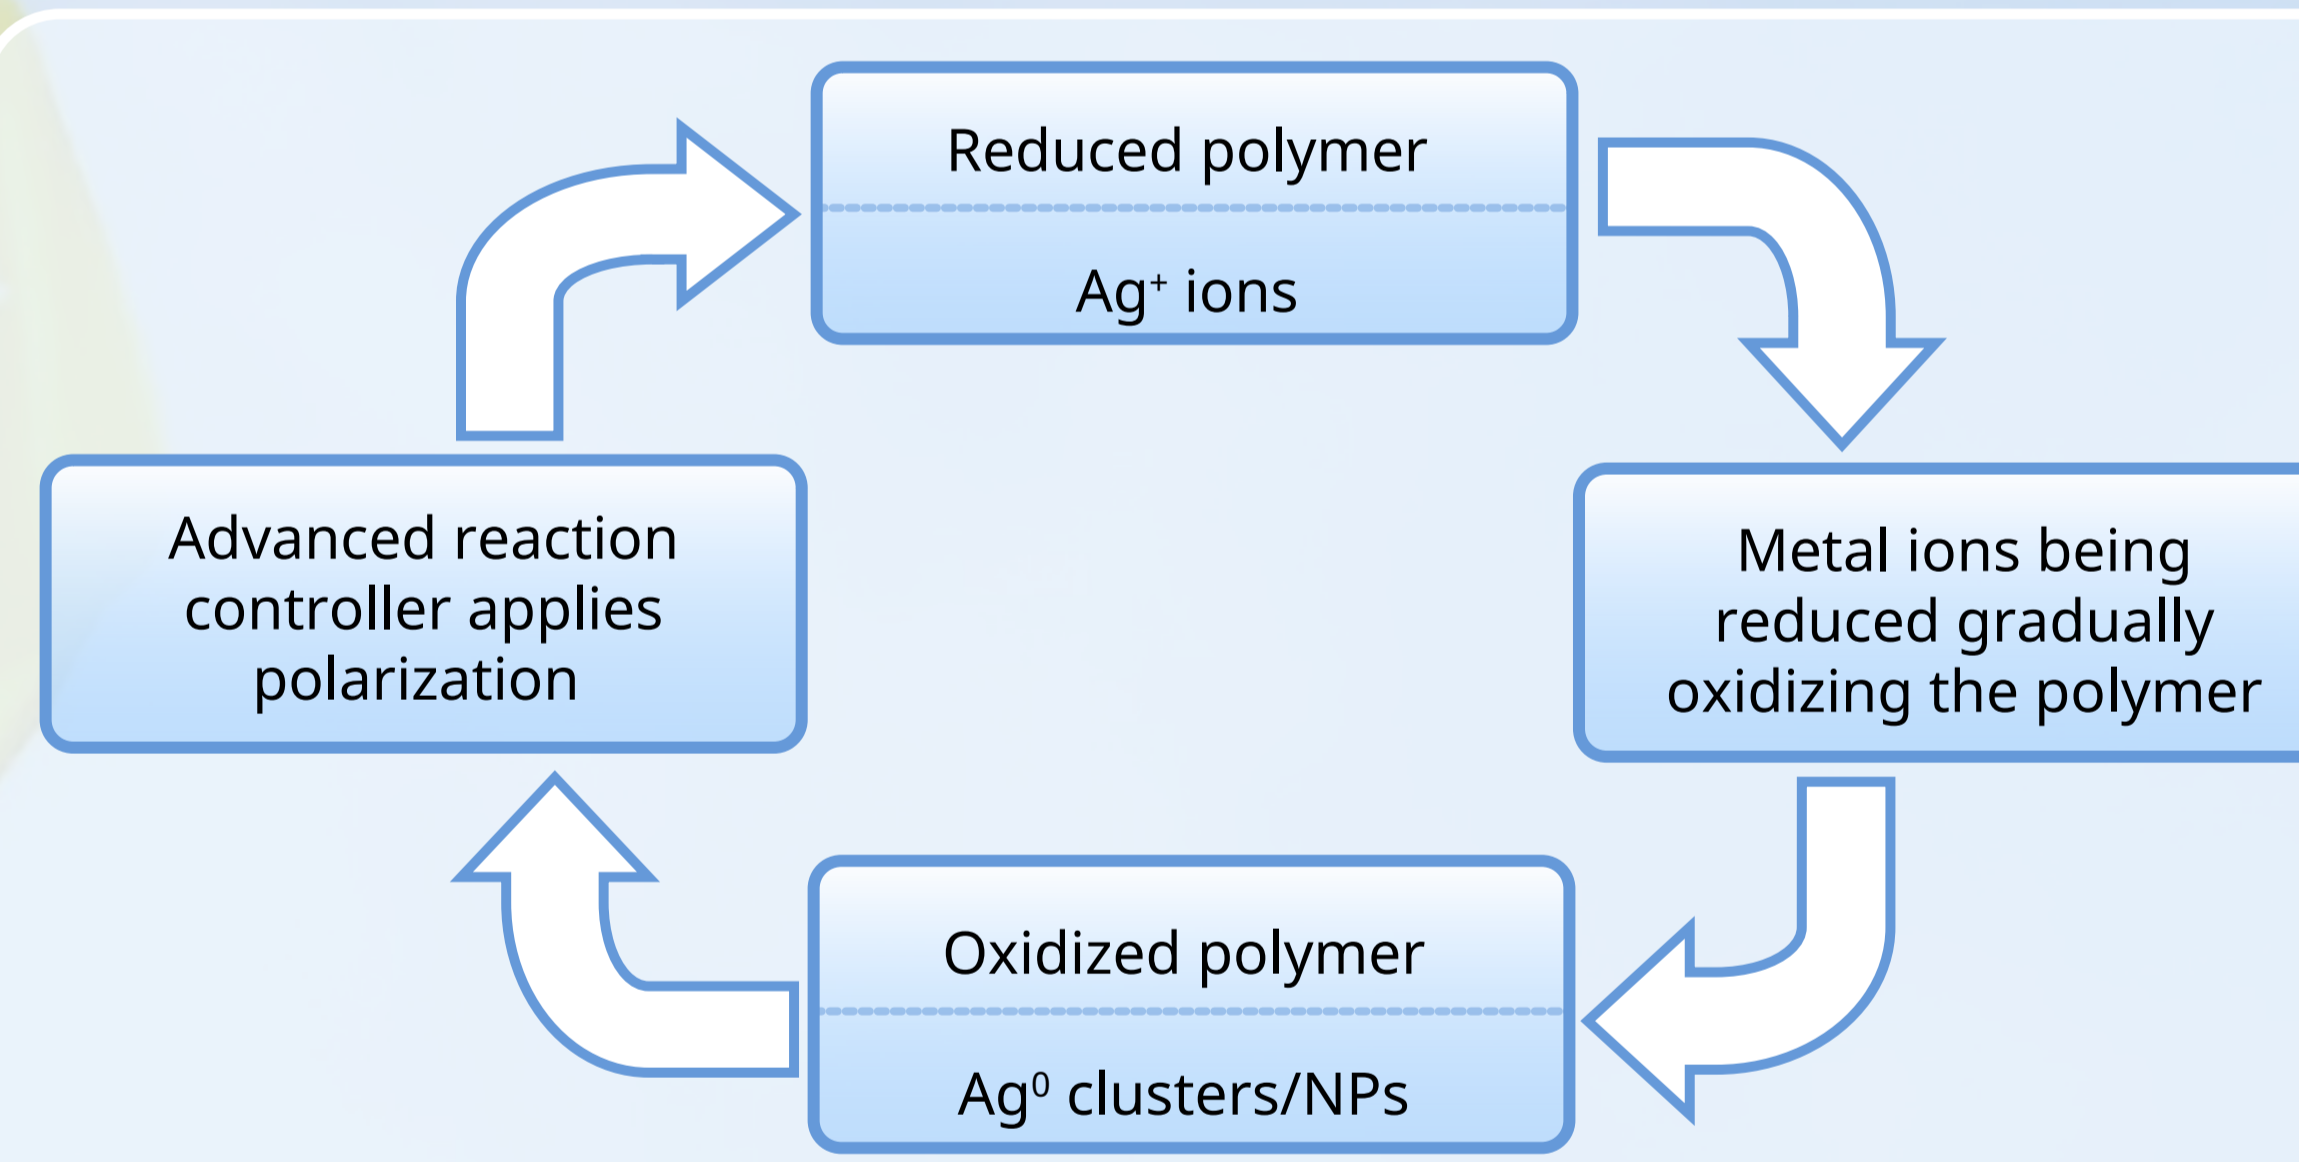 Reduced polymer
Ag⁺ ions
Metal ions being
reduced gradually
oxidizing the polymer
Oxidized polymer
Ag⁰ clusters/NPs
Advanced reaction
controller applies
polarization